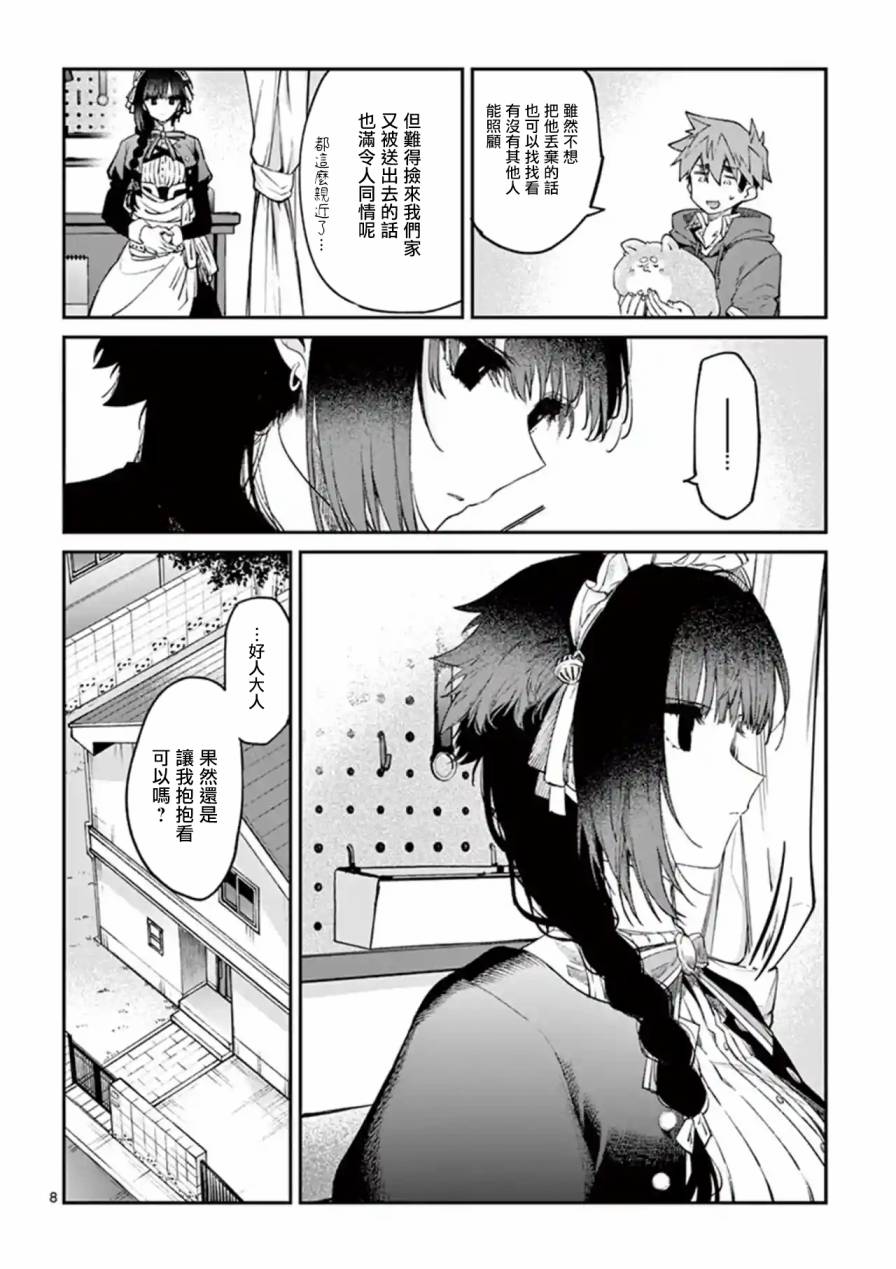 雖然不想
把他丟棄的話
也可以找找看
有沒有其他人
能照顧
但難得撿來我們家
又被送出去的話
也滿令人同情呢
都這麼親近了…
……
…好人大人
果然還是
讓我抱抱看
可以嗎?
8